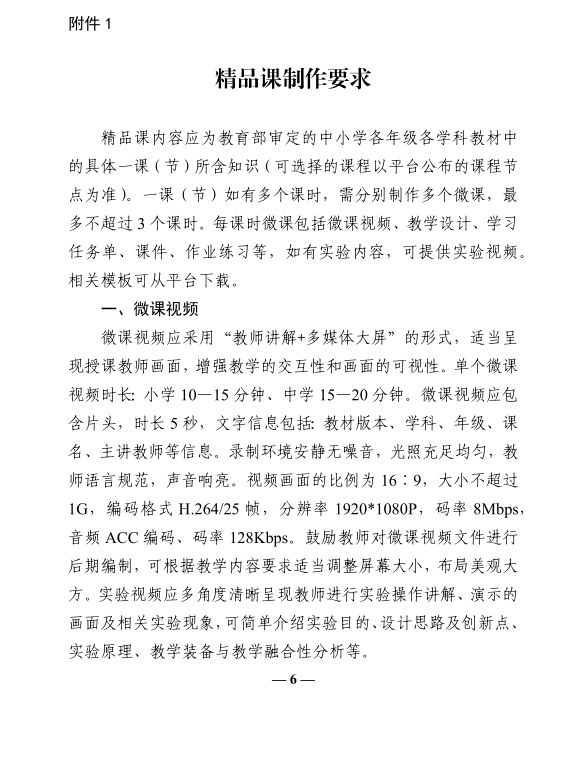 附件 1
精品课制作要求
精品课内容应为教育部审定的中小学各年级各学科教材中
的具体一课（节）所含知识（可选择的课程以平台公布的课程节
点为准）。一课（节）如有多个课时，需分别制作多个微课，最
多不超过 3 个课时。每课时微课包括微课视频、教学设计、学习
任务单、课件、作业练习等，如有实验内容，可提供实验视频。
相关模板可从平台下载。
一、微课视频
微课视频应采用“教师讲解+多媒体大屏”的形式，适当呈
现授课教师画面，增强教学的交互性和画面的可视性。单个微课
视频时长: 小学 10—15 分钟、中学 15—20 分钟。微课视频应包
含片头，时长 5 秒，文字信息包括: 教材版本、学科、年级、课
名、主讲教师等信息。录制环境安静无噪音，光照充足均匀，教
师语言规范，声音响亮。视频画面的比例为 16∶9，大小不超过
1G，编码格式 H.264/25 帧，分辨率 1920*1080P，码率 8Mbps，
音频 ACC 编码、码率 128Kbps。鼓励教师对微课视频文件进行
后期编制，可根据教学内容要求适当调整屏幕大小，布局美观大
方。实验视频应多角度清晰呈现教师进行实验操作讲解、演示的
画面及相关实验现象，可简单介绍实验目的、设计思路及创新点、
实验原理、教学装备与教学融合性分析等。
— 6 —